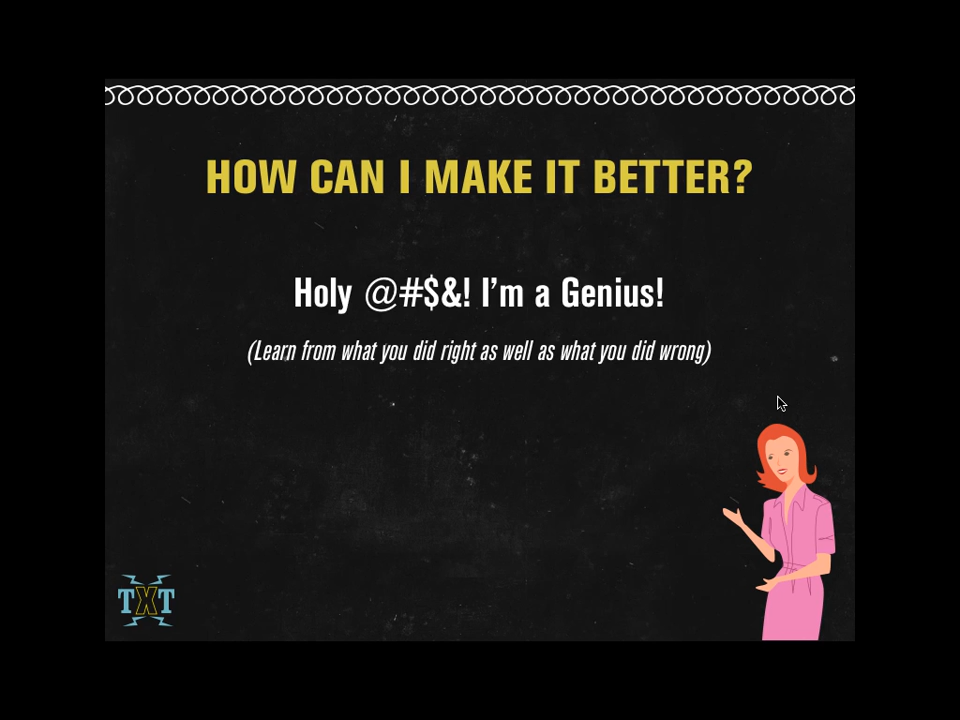 HOW CAN I MAKE IT BETTER?
Holy @#$&! I'm a Genius!
(Learn from what you did right as well as what you did wrong)
TXT